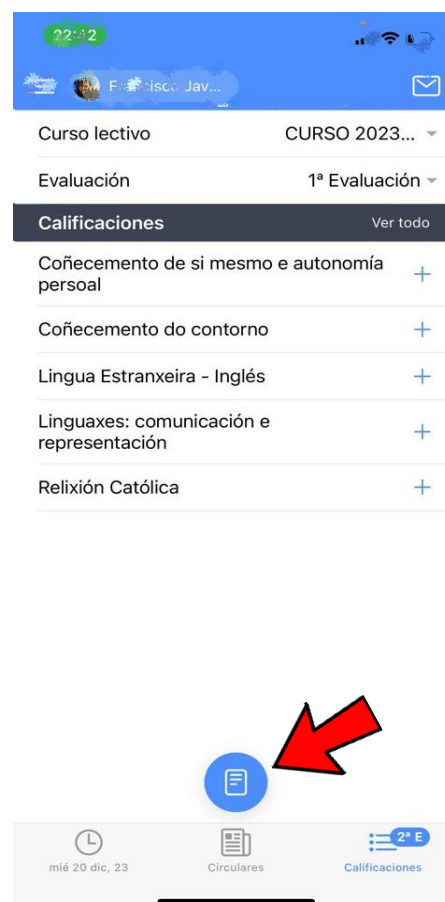 Jav...
Curso lectivo CURSO 2023...
Evaluación 1ª Evaluación
Calificaciones Ver todo
Coñecemento de si mesmo e autonomía
persoal
Coñecemento do contorno
Lingua Estranxeira - Inglés
Linguaxes: comunicación e
representación
Relixión Católica
2ª E
mié 20 dic, 23 Circulares Calificaciones